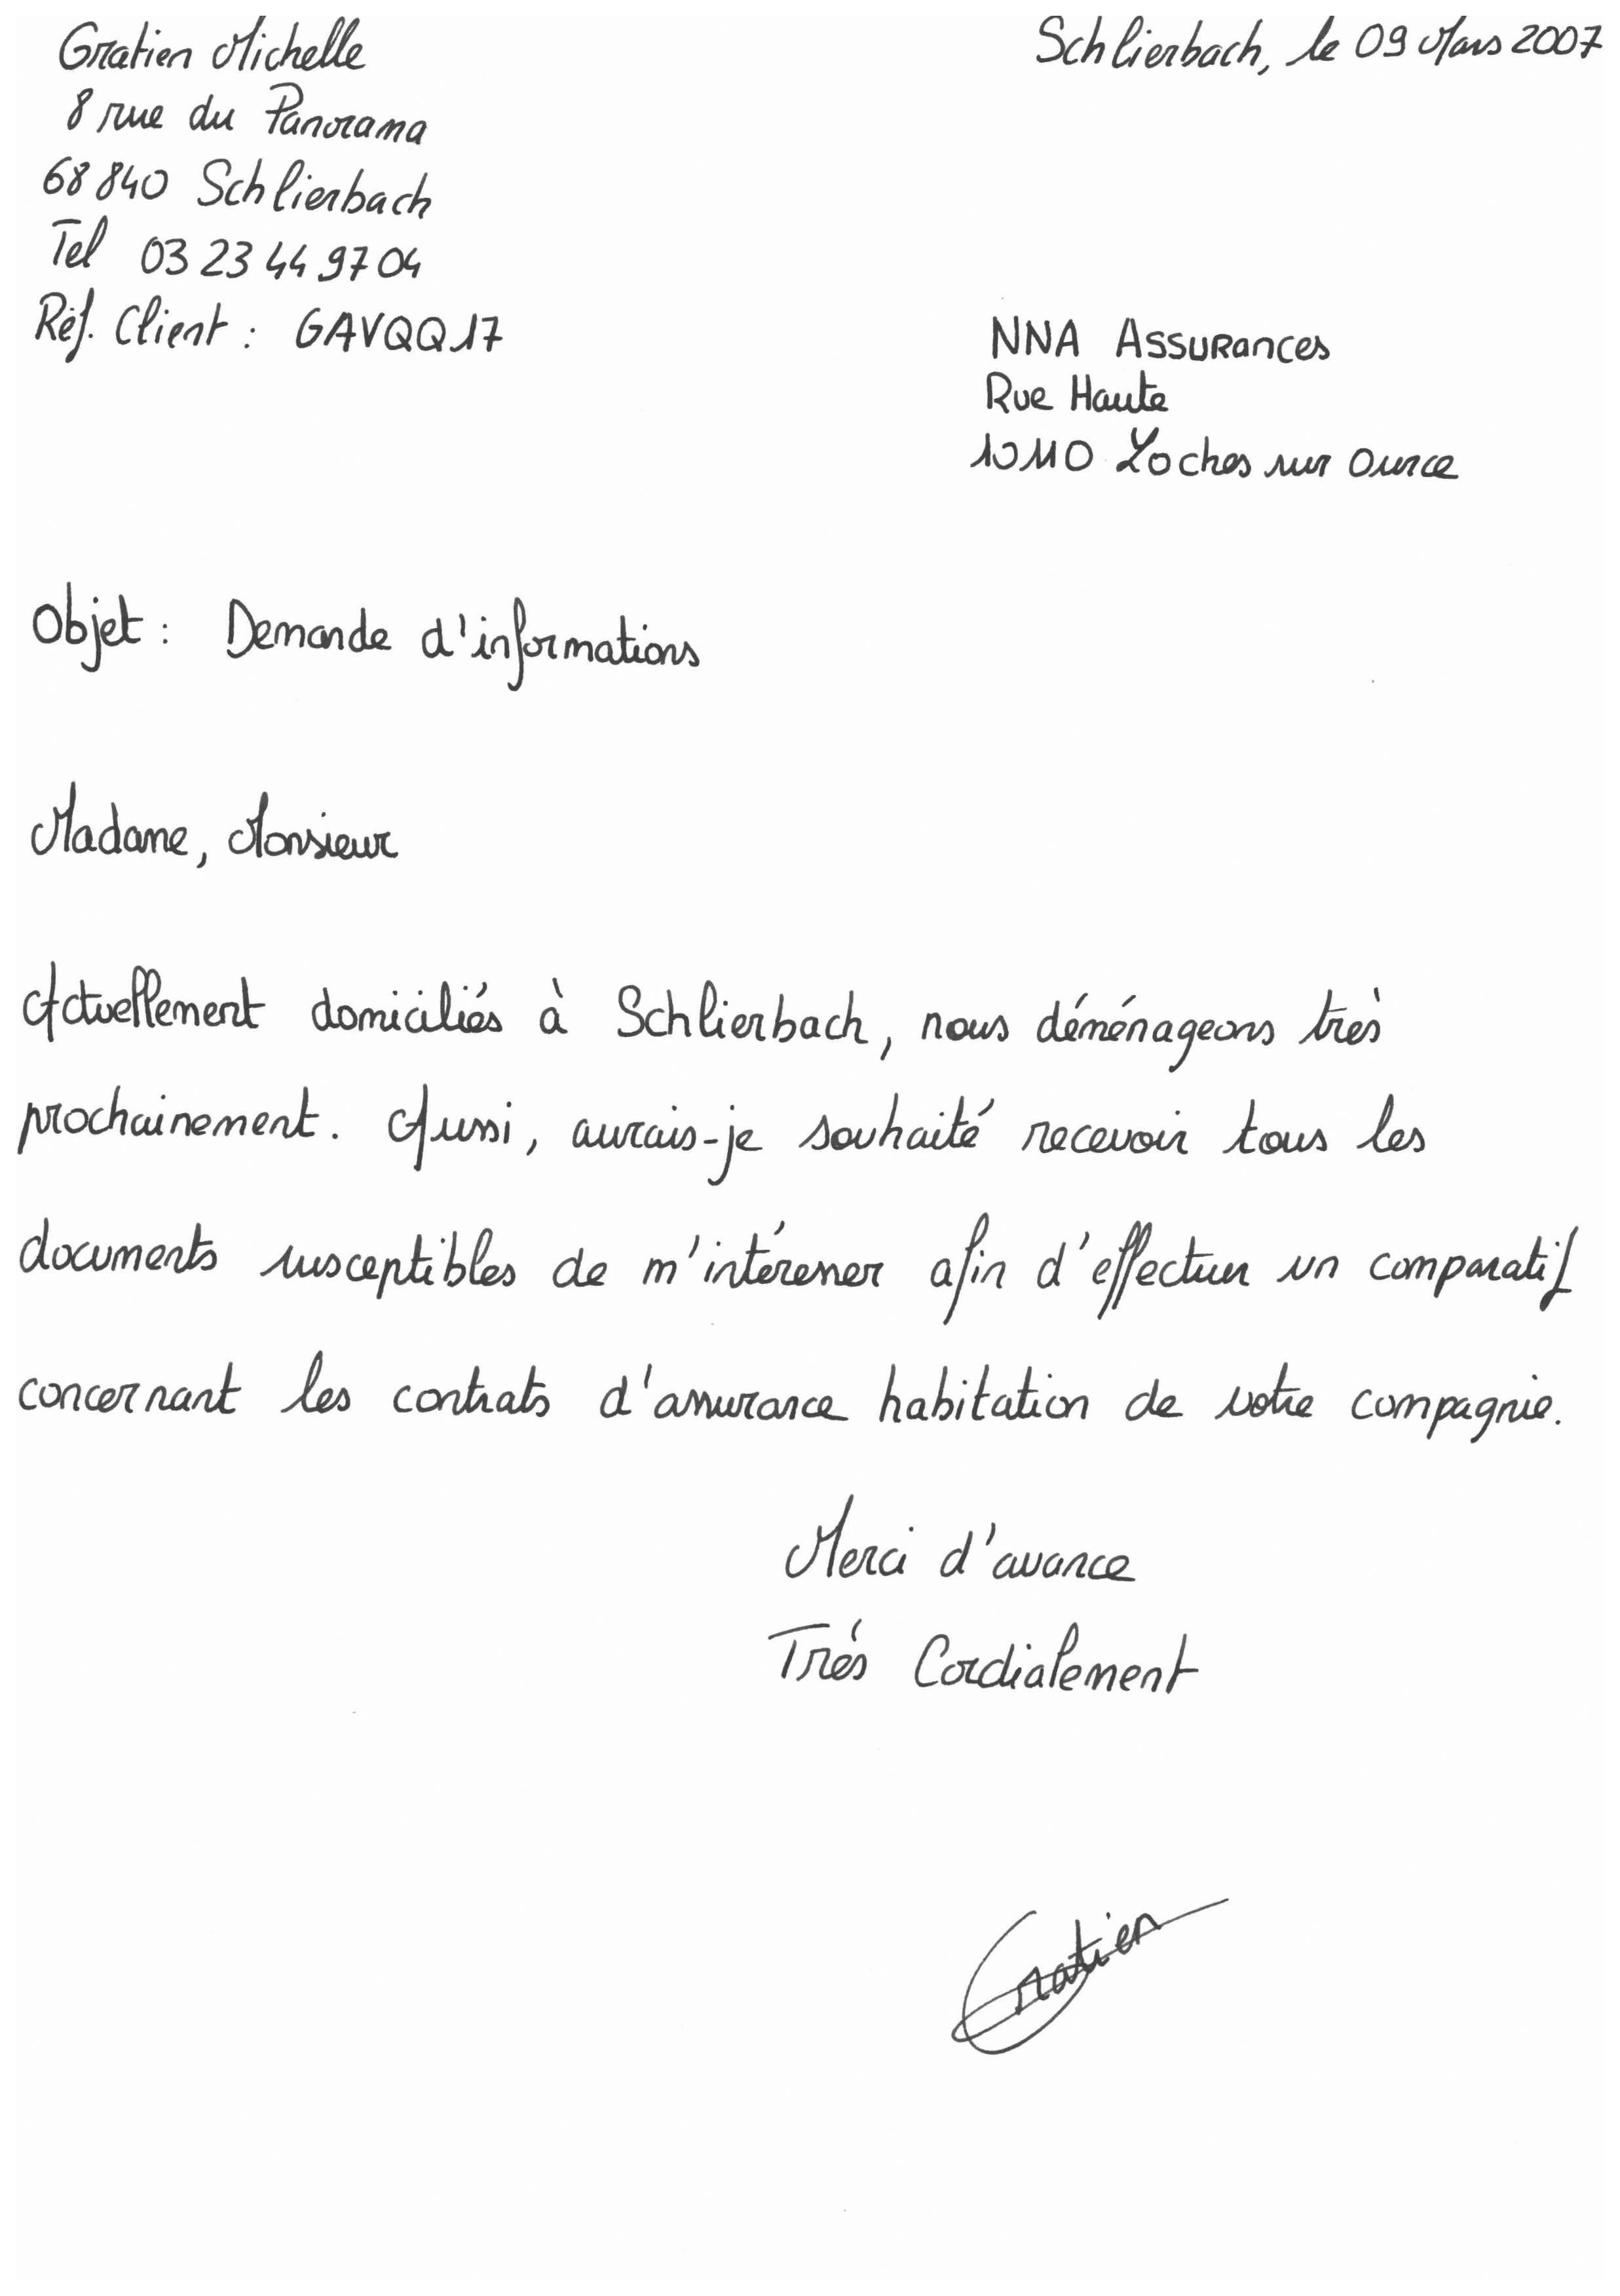 Gratien Michelle
Schlierbach, le 09 Mars 2007
8 rue du Panorama
68 840 Schlierbach
Tel 03 23 44 97 04
Réf. Client : GAVQQ17
NNA Assurances
Rue Haute
10110 Loches sur Ource
Objet : Demande d'informations
Madame, Monsieur
Actuellement domiciliés à Schlierbach, nous déménageons très
prochainement. Aussi, aurais-je souhaité recevoir tous les
documents susceptibles de m'intéresser afin d'effectuer un comparatif
concernant les contrats d'assurance habitation de votre compagnie.
Merci d'avance
Très Cordialement
Gratien